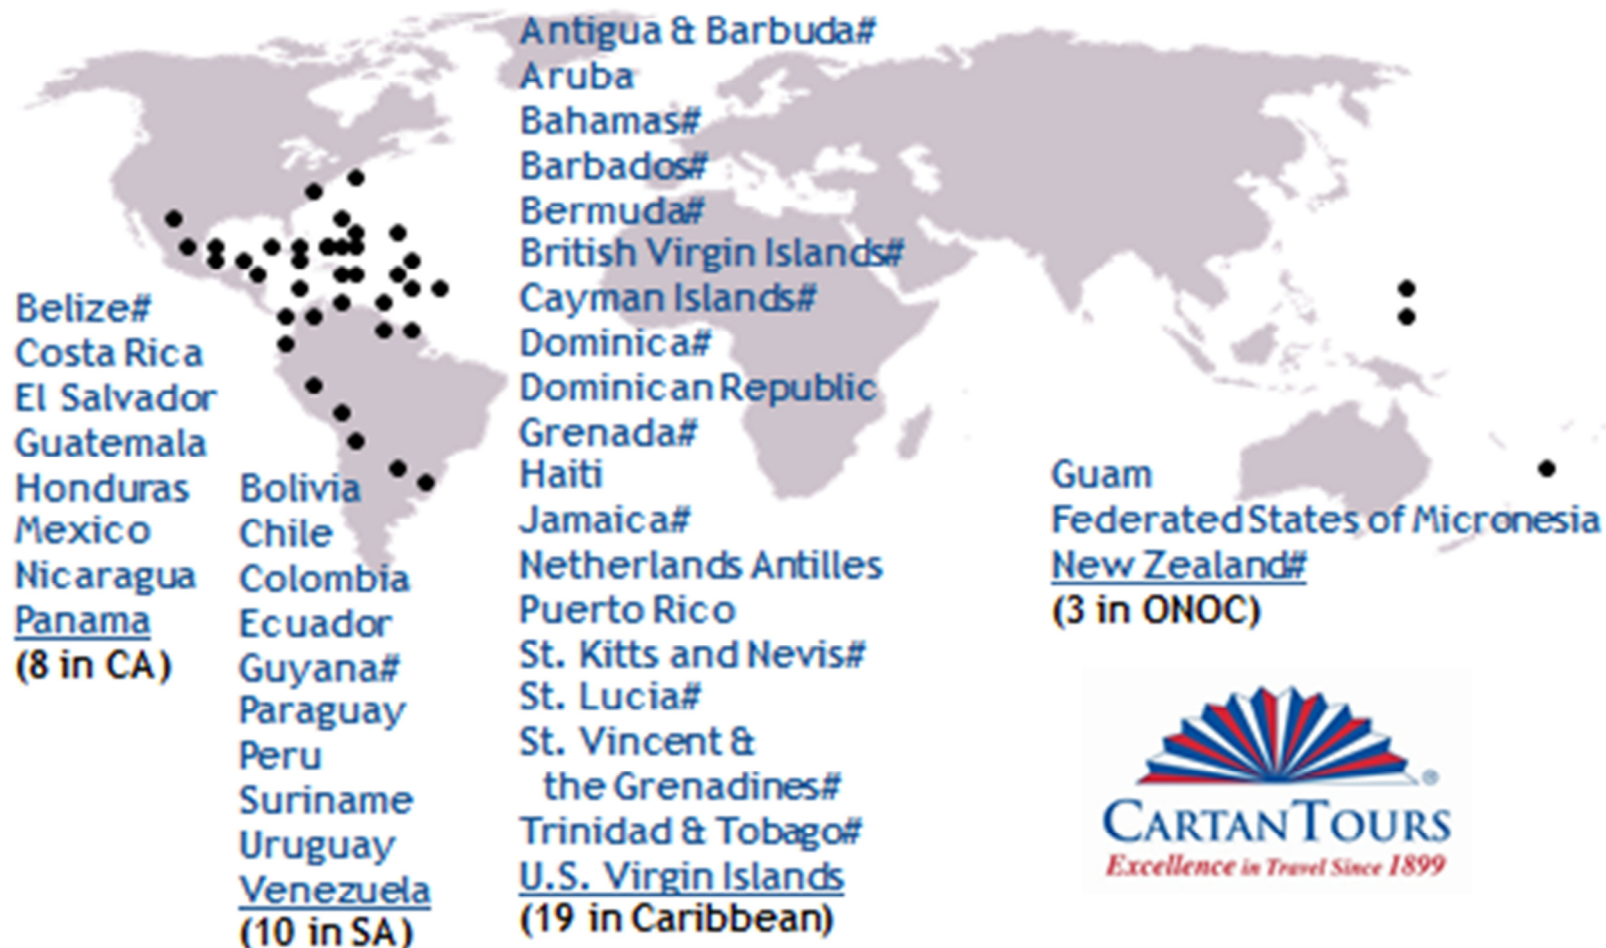 Belize#
Costa Rica
El Salvador
Guatemala
Honduras
Mexico
Nicaragua
Panama
(8 in CA)
Bolivia
Chile
Colombia
Ecuador
Guyana#
Paraguay
Peru
Suriname
Uruguay
Venezuela
(10 in SA)
Antigua & Barbuda#
Aruba
Bahamas#
Barbados#
Bermuda#
British Virgin Islands#
Cayman Islands#
Dominica#
Dominican Republic
Grenada#
Haiti
Jamaica#
Netherlands Antilles
Puerto Rico
St. Kitts and Nevis#
St. Lucia#
St. Vincent &
the Grenadines#
Trinidad & Tobago#
U.S. Virgin Islands
(19 in Caribbean)
Guam
Federated States of Micronesia
New Zealand#
(3 in ONOC)
®
CARTAN TOURS
Excellence in Travel Since 1899